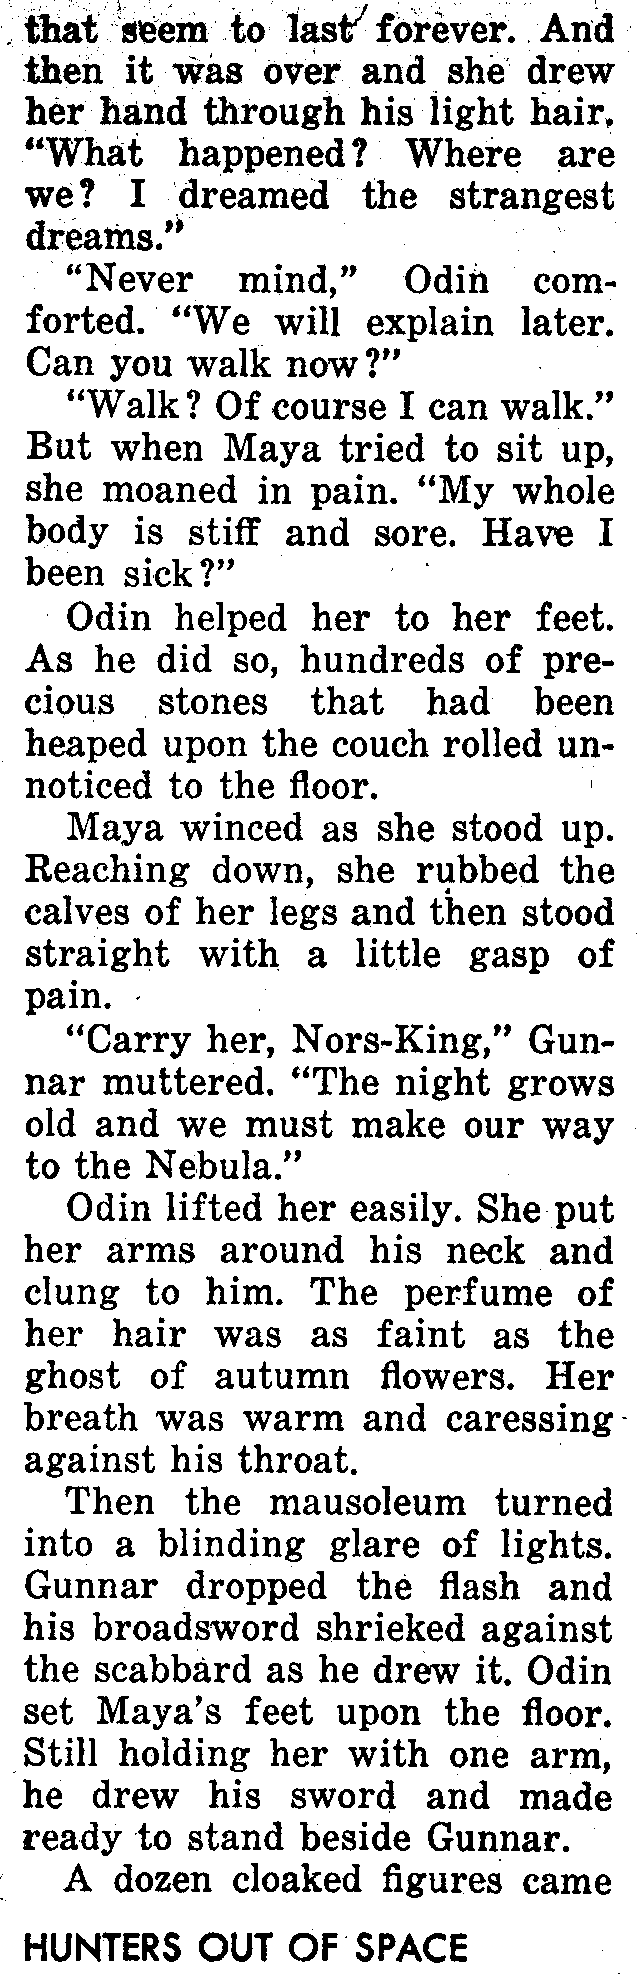 that seem to last forever. And
then it was over and she drew
her hand through his light hair.
“What happened? Where are
we? I dreamed the strangest
dreams.”
“Never mind,” Odin com-
forted. “We will explain later.
Can you walk now?”
“Walk? Of course I can walk.”
But when Maya tried to sit up,
she moaned in pain. “My whole
body is stiff and sore. Have I
been sick?”
Odin helped her to her feet.
As he did so, hundreds of pre-
cious stones that had been
heaped upon the couch rolled un-
noticed to the floor.
Maya winced as she stood up.
Reaching down, she rubbed the
calves of her legs and then stood
straight with a little gasp of
pain.
“Carry her, Nors-King,” Gun-
nar muttered. “The night grows
old and we must make our way
to the Nebula.”
Odin lifted her easily. She put
her arms around his neck and
clung to him. The perfume of
her hair was as faint as the
ghost of autumn flowers. Her
breath was warm and caressing
against his throat.
Then the mausoleum turned
into a blinding glare of lights.
Gunnar dropped the flash and
his broadsword shrieked against
the scabbard as he drew it. Odin
set Maya’s feet upon the floor.
Still holding her with one arm,
he drew his sword and made
ready to stand beside Gunnar.
A dozen cloaked figures came
HUNTERS OUT OF SPACE